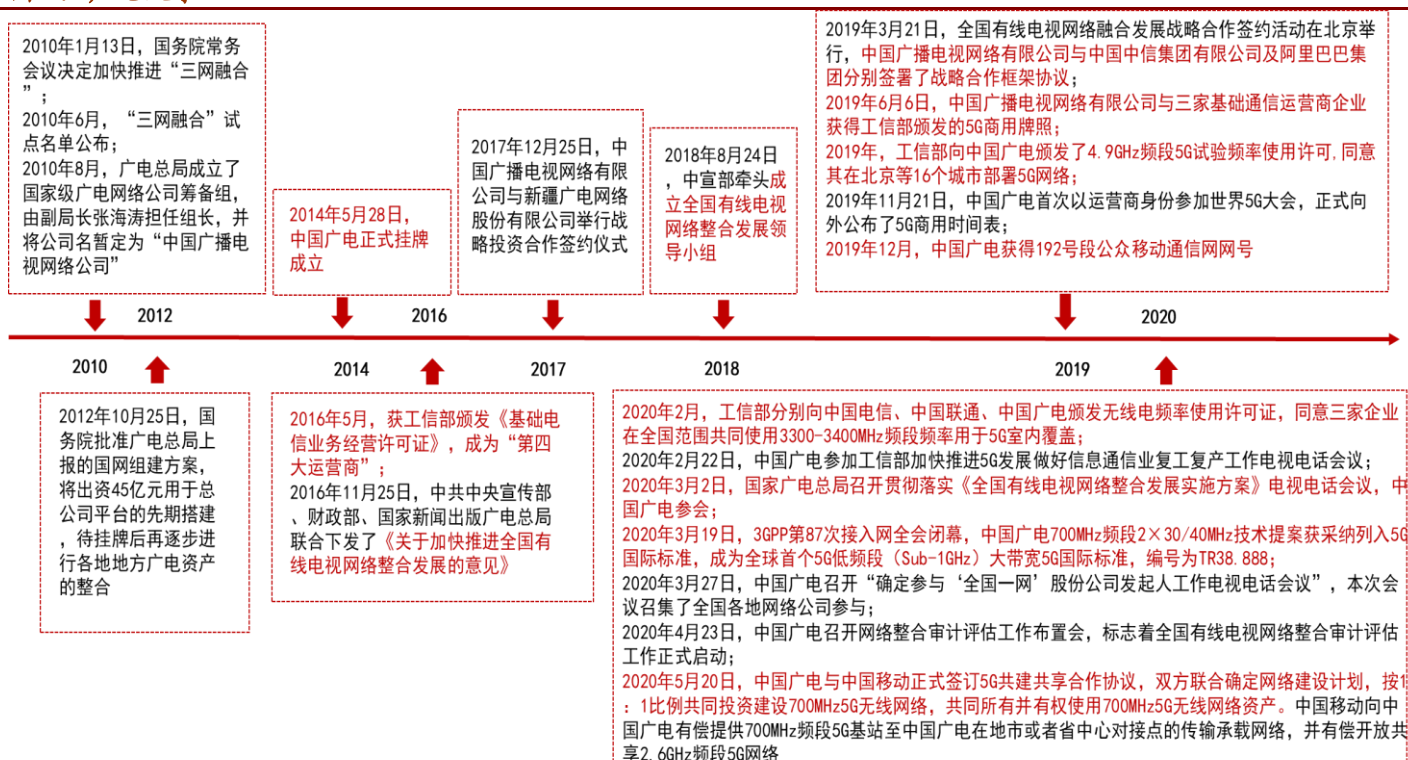 2010年1月13日，国务院常务
会议决定加快推进“三网融合
”；
2010年6月，“三网融合”试
点名单公布；
2010年8月，广电总局成立了
国家级广电网络公司筹备组，
由副局长张海涛担任组长，并
将公司名暂定为“中国广播电
视网络公司”
2014年5月28日，
中国广电正式挂牌
成立
2017年12月25日，中
国广播电视网络有限
公司与新疆广电网络
股份有限公司举行战
略投资合作签约仪式
2018年8月24日
，中宣部牵头成
立全国有线电视
网络整合发展领
导小组
2019年3月21日，全国有线电视网络融合发展战略合作签约活动在北京举
行，中国广播电视网络有限公司与中国中信集团有限公司及阿里巴巴集
团分别签署了战略合作框架协议；
2019年6月6日，中国广播电视网络有限公司与三家基础通信运营商企业
获得工信部颁发的5G商用牌照；
2019年，工信部向中国广电颁发了4.9GHz频段5G试验频率使用许可,同意
其在北京等16个城市部署5G网络；
2019年11月21日，中国广电首次以运营商身份参加世界5G大会，正式向
外公布了5G商用时间表；
2019年12月，中国广电获得192号段公众移动通信网网号
2012
2016
2020
2010
2014
2017
2018
2019
2012年10月25日，国
务院批准广电总局上
报的国网组建方案，
将出资45亿元用于总
公司平台的先期搭建
，待挂牌后再逐步进
行各地地方广电资产
的整合
2016年5月，获工信部颁发《基础电
信业务经营许可证》，成为“第四
大运营商”；
2016年11月25日，中共中央宣传部
、财政部、国家新闻出版广电总局
联合下发了《关于加快推进全国有
线电视网络整合发展的意见》
2020年2月，工信部分别向中国电信、中国联通、中国广电颁发无线电频率使用许可证，同意三家企业
在全国范围共同使用3300-3400MHz频段频率用于5G室内覆盖；
2020年2月22日，中国广电参加工信部加快推进5G发展做好信息通信业复工复产工作电视电话会议；
2020年3月2日，国家广电总局召开贯彻落实《全国有线电视网络整合发展实施方案》电视电话会议，中
国广电参会；
2020年3月19日，3GPP第87次接入网全会闭幕，中国广电700MHz频段2×30/40MHz技术提案获采纳列入5G
国际标准，成为全球首个5G低频段（Sub-1GHz）大带宽5G国际标准，编号为TR38.888；
2020年3月27日，中国广电召开“确定参与‘全国一网’股份公司发起人工作电视电话会议”，本次会
议召集了全国各地网络公司参与；
2020年4月23日，中国广电召开网络整合审计评估工作布置会，标志着全国有线电视网络整合审计评估
工作正式启动；
2020年5月20日，中国广电与中国移动正式签订5G共建共享合作协议，双方联合确定网络建设计划，按1
：1比例共同投资建设700MHz5G无线网络，共同所有并有权使用700MHz5G无线网络资产。中国移动向中
国广电有偿提供700MHz频段5G基站至中国广电在地市或者省中心对接点的传输承载网络，并有偿开放共
享2.6GHz频段5G网络